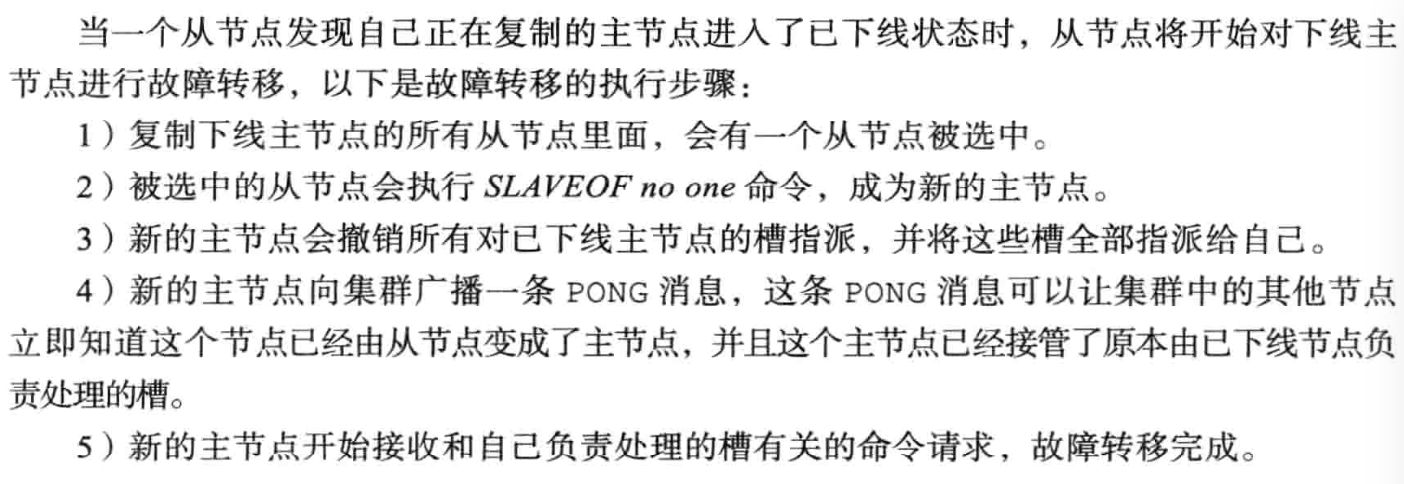 当一个从节点发现自己正在复制的主节点进入了已下线状态时，从节点将开始对下线主
节点进行故障转移，以下是故障转移的执行步骤：
1）复制下线主节点的所有从节点里面，会有一个从节点被选中。
2）被选中的从节点会执行 SLAVEOF no one 命令，成为新的主节点。
3）新的主节点会撤销所有对已下线主节点的槽指派，并将这些槽全部指派给自己。
4）新的主节点向集群广播一条 PONG 消息，这条 PONG 消息可以让集群中的其他节点
立即知道这个节点已经由从节点变成了主节点，并且这个主节点已经接管了原本由已下线节点负
责处理的槽。
5）新的主节点开始接收和自己负责处理的槽有关的命令请求，故障转移完成。